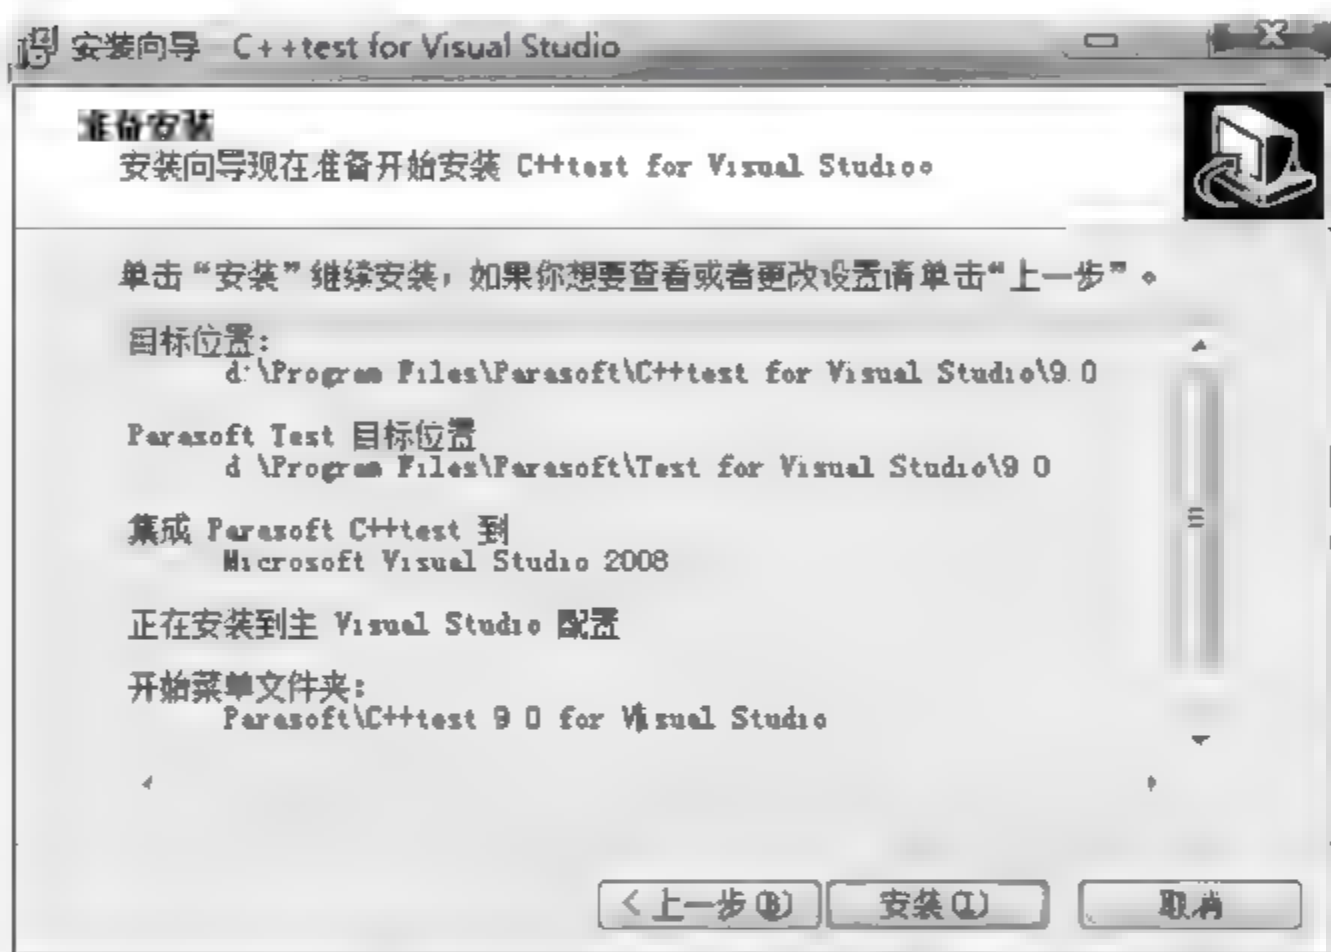 安装向导 - C++test for Visual Studio
准备安装
安装向导现在准备开始安装 C++test for Visual Studio。
单击“安装”继续安装，如果你想要查看或者更改设置请单击“上一步”。
目标位置:
d:\Program Files\Parasoft\C++test for Visual Studio\9.0
Parasoft Test 目标位置
d \Program Files\Parasoft\Test for Visual Studio\9 0
集成 Parasoft C++test 到
Microsoft Visual Studio 2008
正在安装到主 Visual Studio 配置
开始菜单文件夹:
Parasoft\C++test 9 0 for Visual Studio
< 上一步(B) 安装(I) 取消